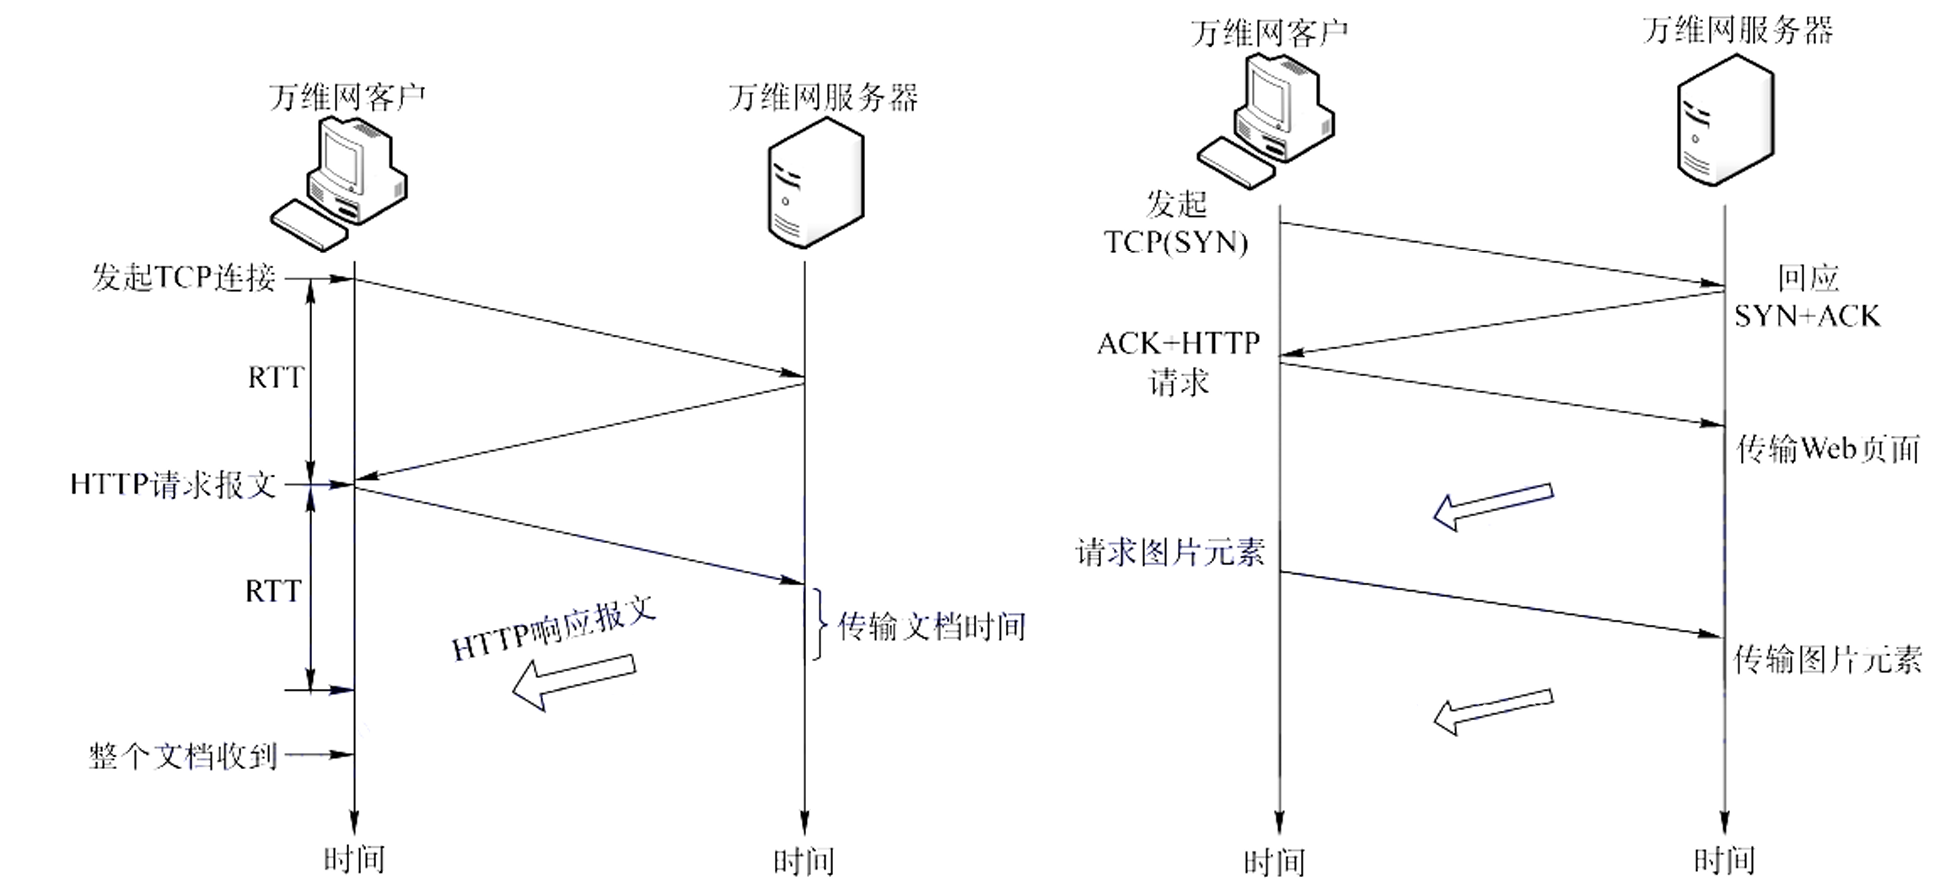 万维网客户
万维网服务器
发起TCP连接
RTT
HTTP请求报文
RTT
HTTP响应报文
传输文档时间
整个文档收到
时间
时间
万维网客户
万维网服务器
发起
TCP(SYN)
回应
SYN+ACK
ACK+HTTP
请求
传输Web页面
请求图片元素
传输图片元素
时间
时间